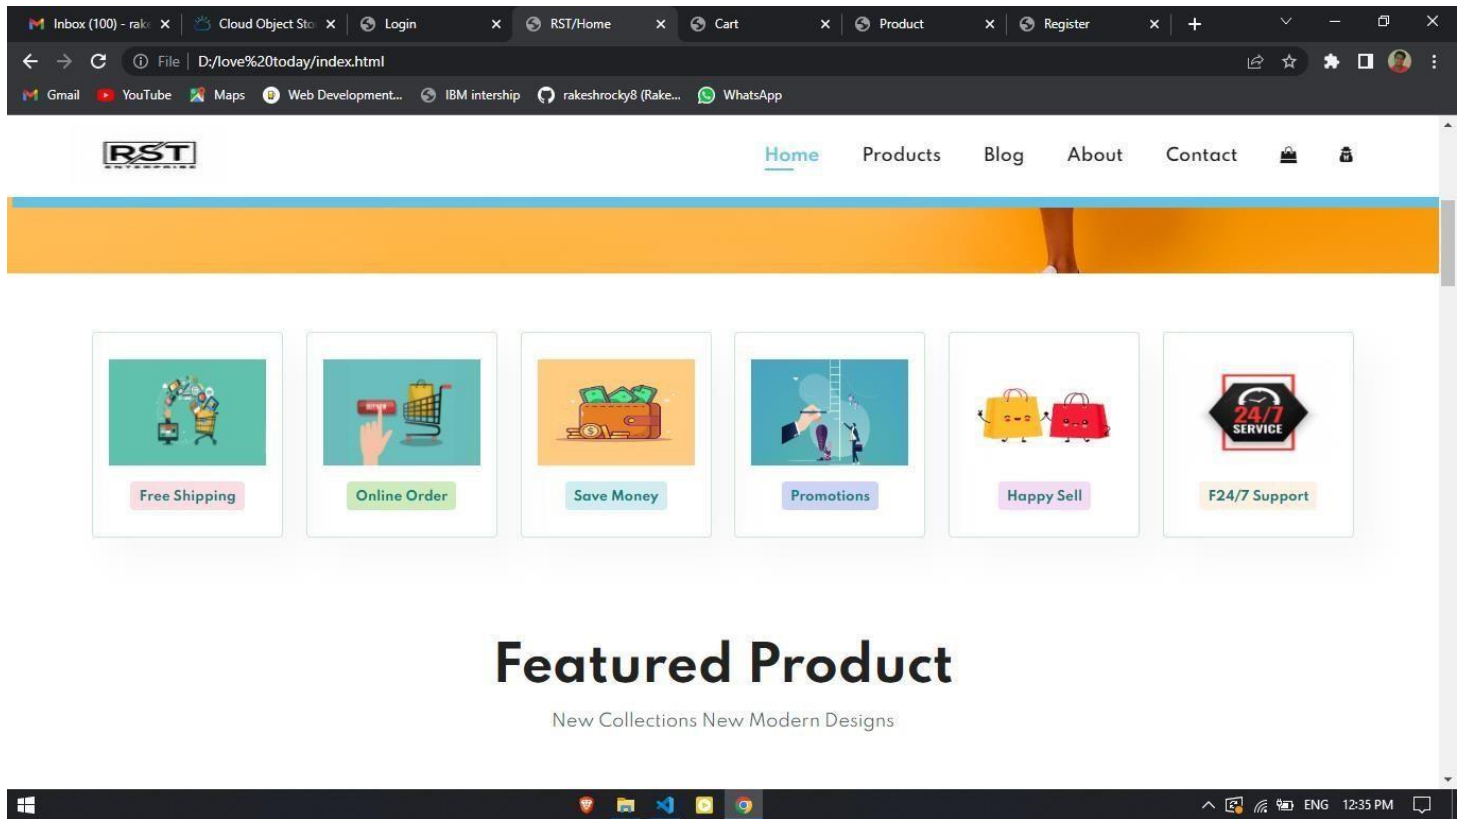 Inbox (100) - rake
Cloud Object Sto
Login
RST/Home
Cart
Product
Register
File
D:/love%20today/index.html
Gmail
YouTube
Maps
Web Development...
IBM intership
rakeshrocky8 (Rake...
WhatsApp
RST
ENTERPRISE
Home
Products
Blog
About
Contact
24/7
SERVICE
Free Shipping
Online Order
Save Money
Promotions
Happy Sell
F24/7 Support
Featured Product
New Collections New Modern Designs
ENG
12:35 PM